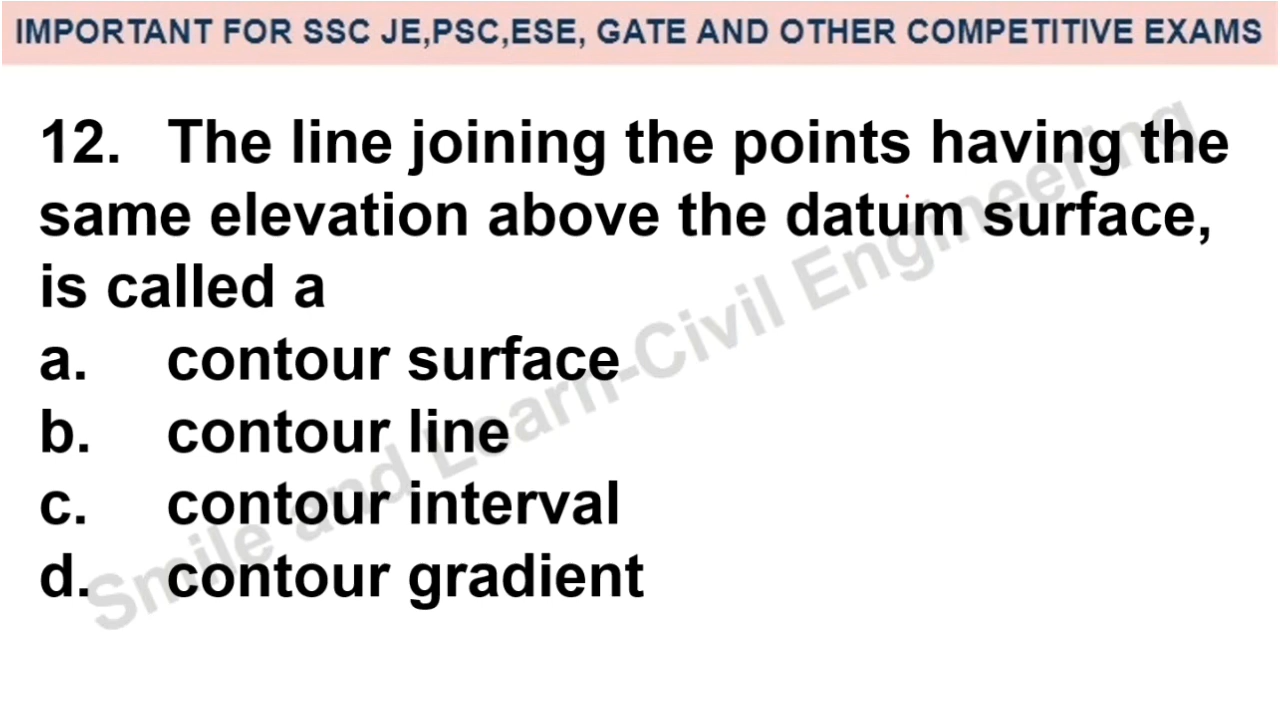 IMPORTANT FOR SSC JE,PSC,ESE, GATE AND OTHER COMPETITIVE EXAMS
12. The line joining the points having the
same elevation above the datum surface,
is called a
a. contour surface
b. contour line
c. contour interval
d. contour gradient
Smile and Learn-Civil Engineering